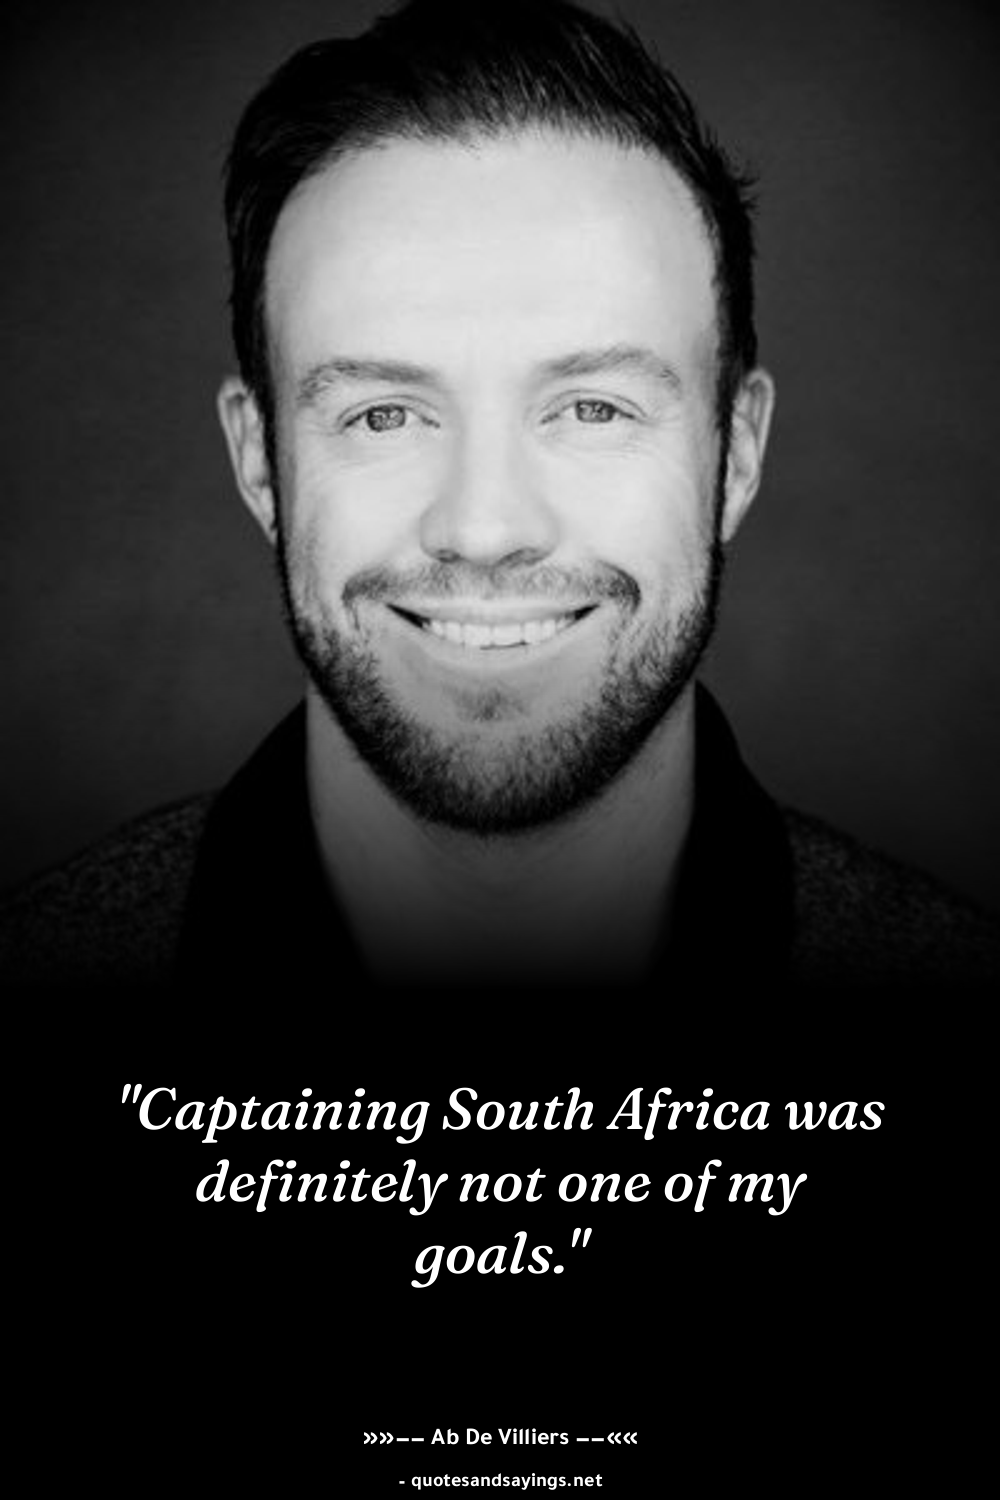 "Captaining South Africa was
definitely not one of my
goals."
»»–– Ab De Villiers ––««
- quotesandsayings.net